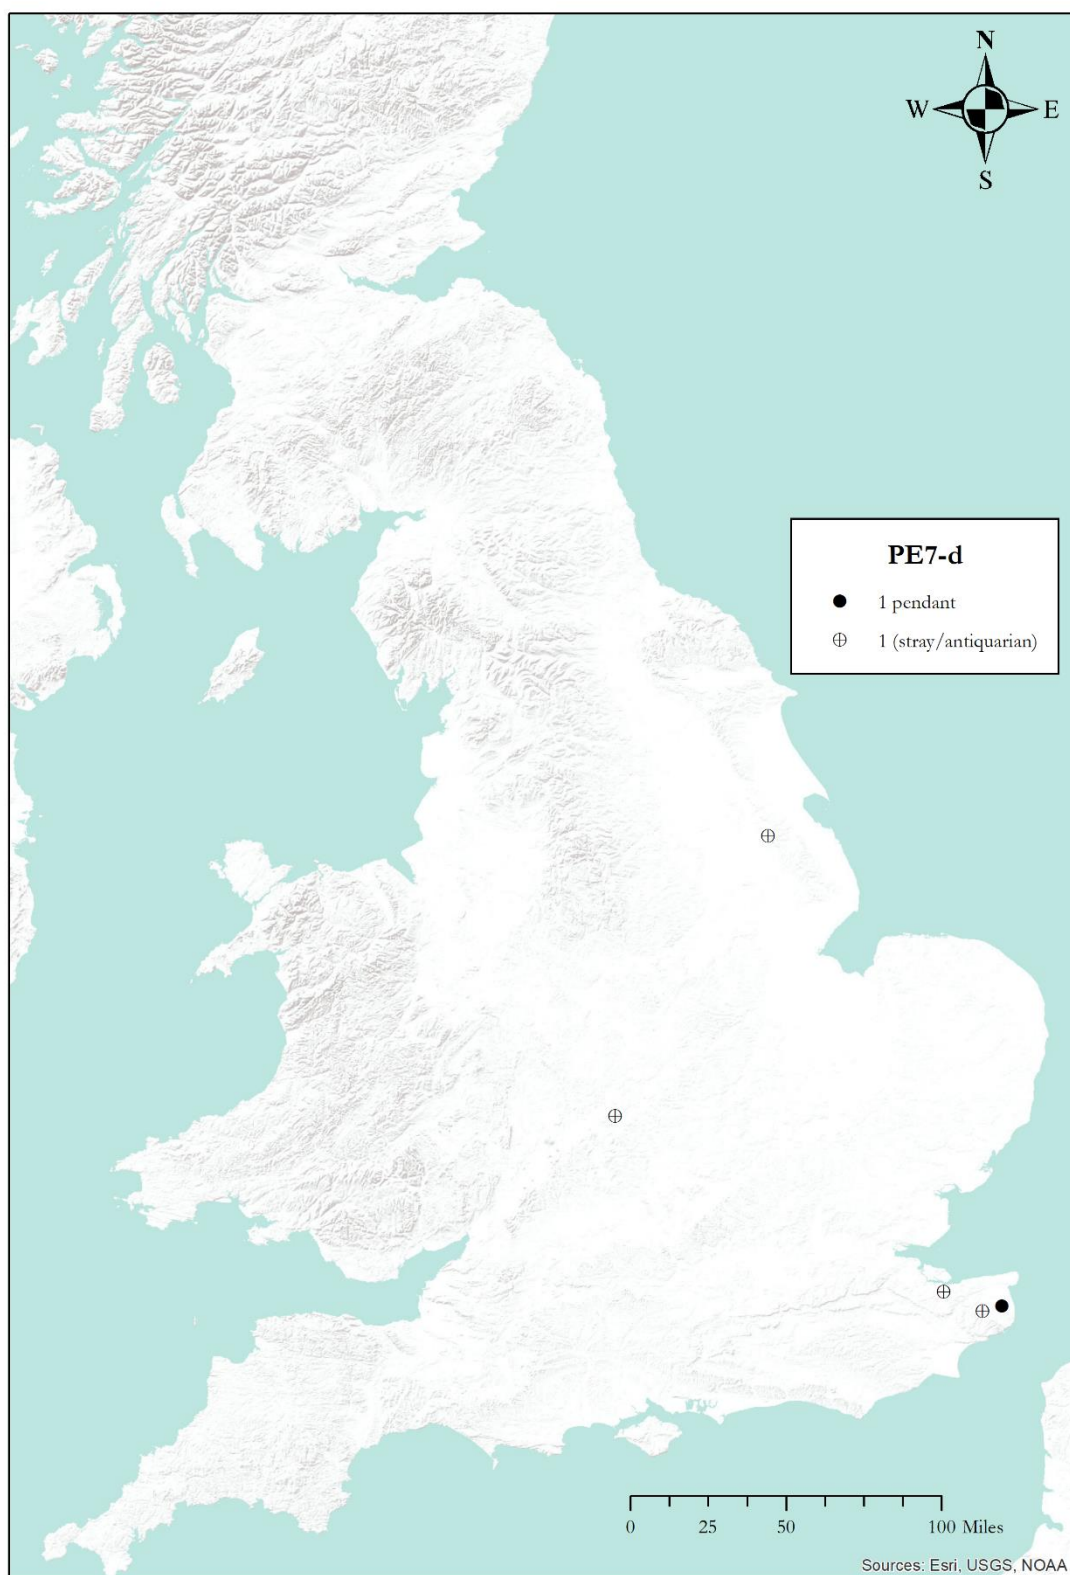 N
W E
S
PE7-d
1 pendant
1 (stray/antiquarian)
0 25 50 100 Miles
Sources: Esri, USGS, NOAA